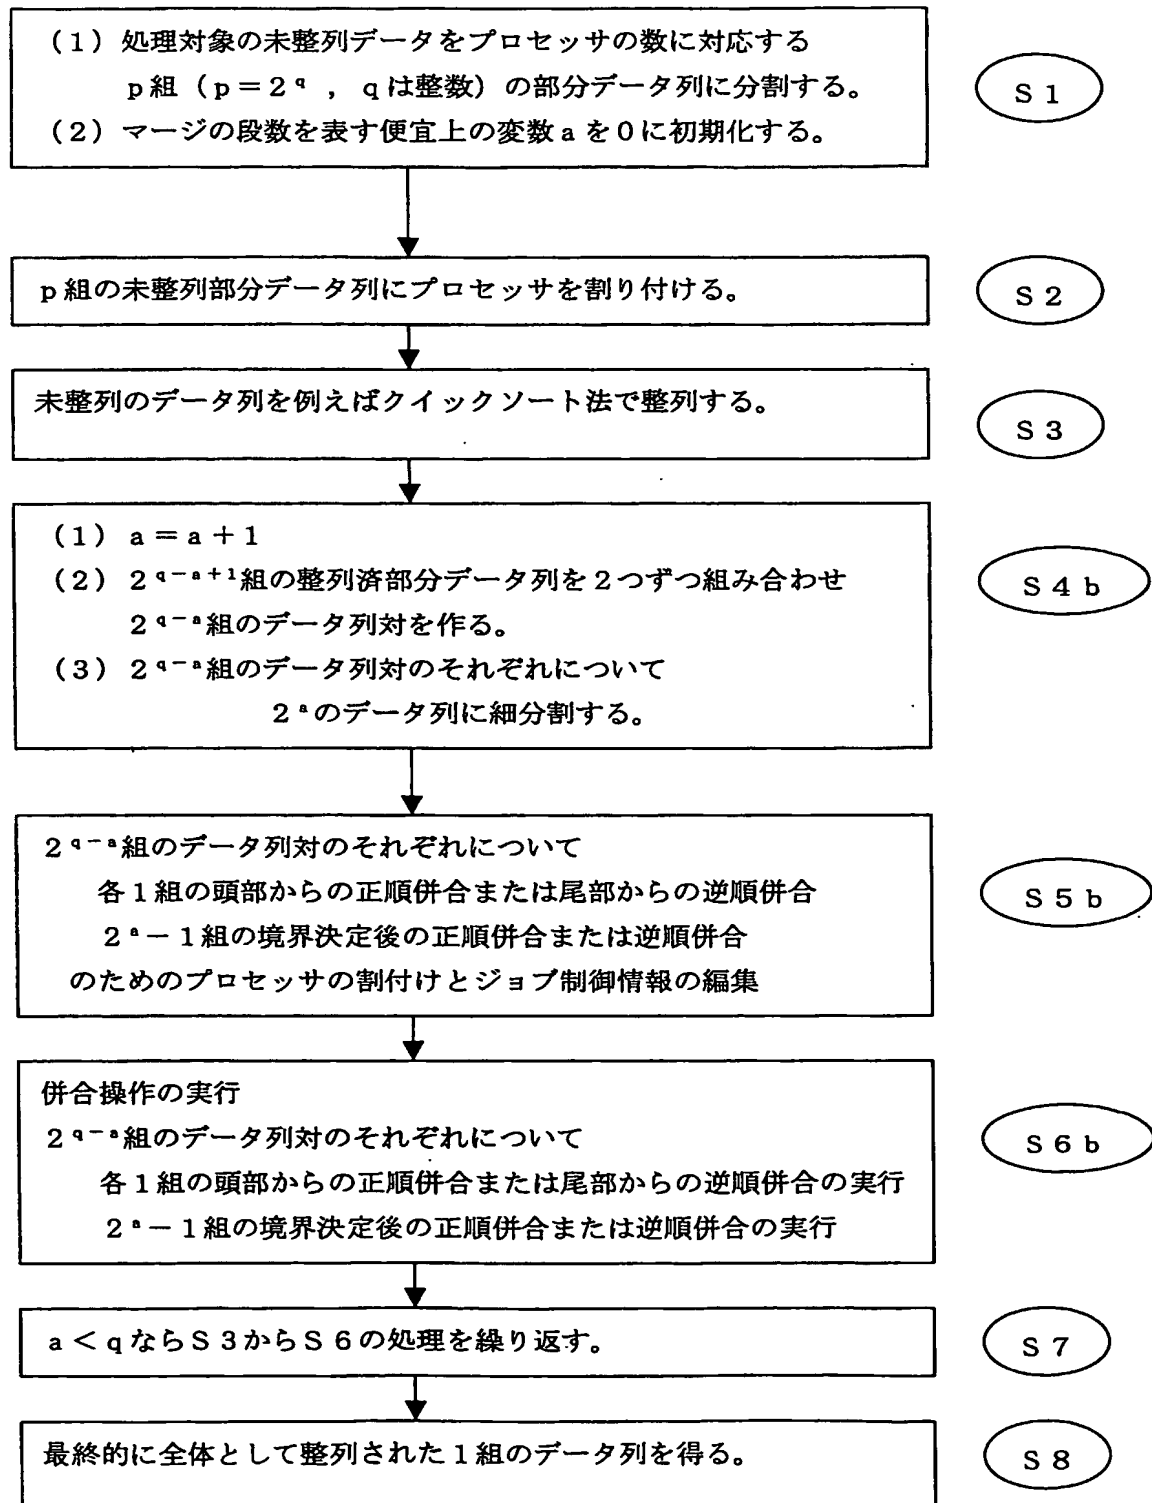 (1) 処理対象の未整列データをプロセッサの数に対応する
p組 (p=2^q , qは整数) の部分データ列に分割する。
(2) マージの段数を表す便宜上の変数aを0に初期化する。
S1
p組の未整列部分データ列にプロセッサを割り付ける。
S2
未整列のデータ列を例えばクイックソート法で整列する。
S3
(1) a=a+1
(2) 2^q-a+1組の整列済部分データ列を2つずつ組み合わせ
2^q-a組のデータ列対を作る。
(3) 2^q-a組のデータ列対のそれぞれについて
2^aのデータ列に細分割する。
S4b
2^q-a組のデータ列対のそれぞれについて
各1組の頭部からの正順併合または尾部からの逆順併合
2^a-1組の境界決定後の正順併合または逆順併合
のためのプロセッサの割付けとジョブ制御情報の編集
S5b
併合操作の実行
2^q-a組のデータ列対のそれぞれについて
各1組の頭部からの正順併合または尾部からの逆順併合の実行
2^a-1組の境界決定後の正順併合または逆順併合の実行
S6b
a<qならS3からS6の処理を繰り返す。
S7
最終的に全体として整列された1組のデータ列を得る。
S8